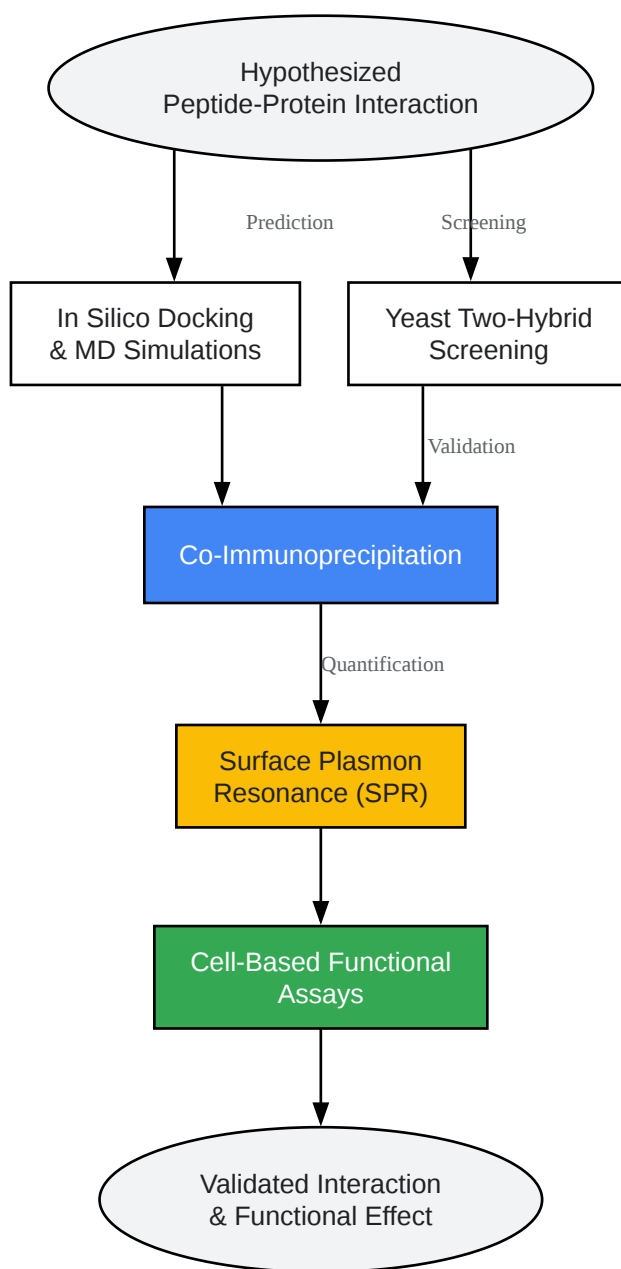 Hypothesized
Peptide-Protein Interaction
Prediction
Screening
In Silico Docking
& MD Simulations
Yeast Two-Hybrid
Screening
Validation
Co-Immunoprecipitation
Quantification
Surface Plasmon
Resonance (SPR)
Cell-Based Functional
Assays
Validated Interaction
& Functional Effect